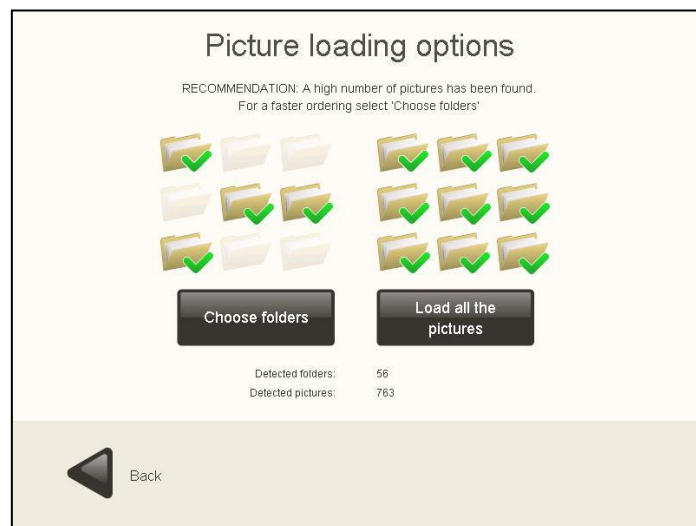 Picture loading options
RECOMMENDATION: A high number of pictures has been found.
For a faster ordering select 'Choose folders'
Choose folders
Load all the
pictures
Detected folders: 56
Detected pictures: 763
Back